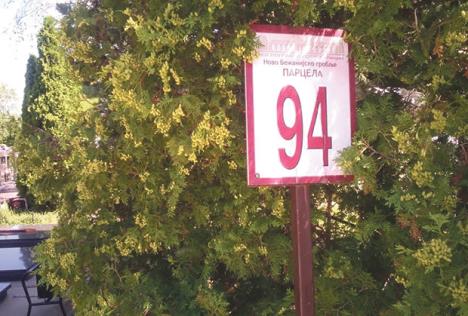 Ново Бежанијско гробље
ПАРЦЕЛА
94